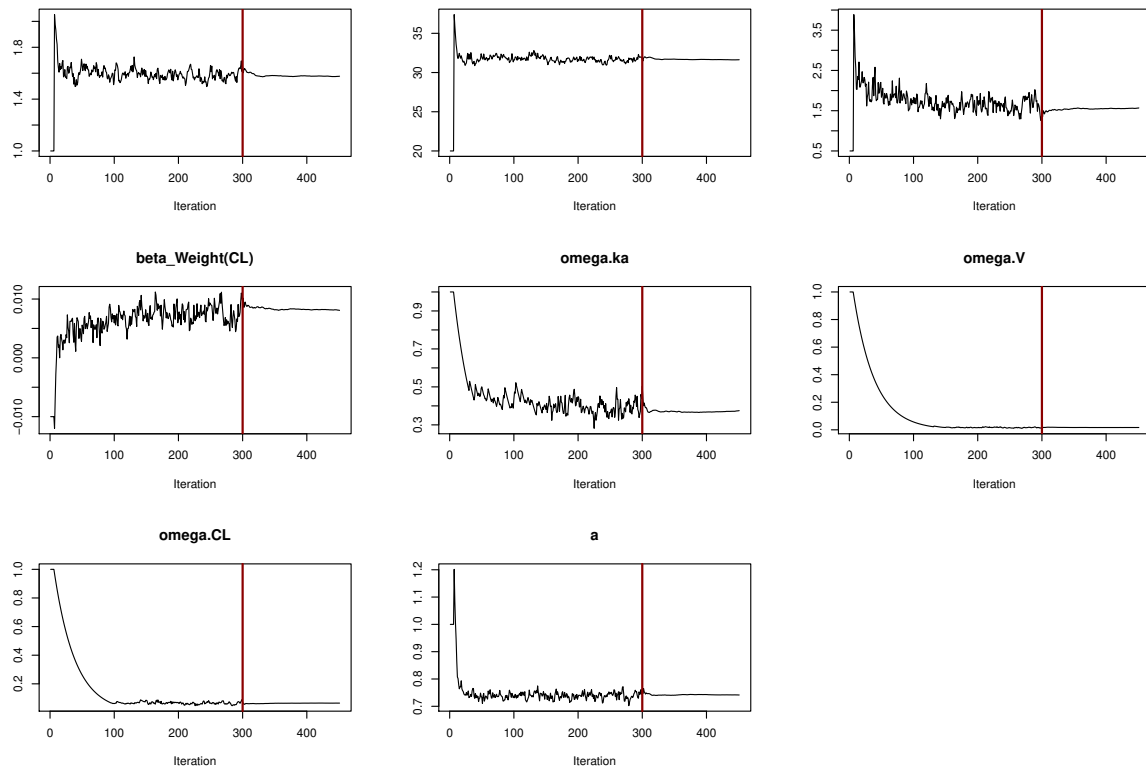 1.0 1.4 1.8
0 100 200 300 400
Iteration
20 25 30 35
0 100 200 300 400
Iteration
0.5 1.5 2.5 3.5
0 100 200 300 400
Iteration
beta_Weight(CL)
−0.010 0.000 0.010
0 100 200 300 400
Iteration
omega.ka
0.3 0.5 0.7 0.9
0 100 200 300 400
Iteration
omega.V
0.0 0.2 0.4 0.6 0.8 1.0
0 100 200 300 400
Iteration
omega.CL
0.2 0.4 0.6 0.8 1.0
0 100 200 300 400
Iteration
a
0.7 0.8 0.9 1.0 1.1 1.2
0 100 200 300 400
Iteration